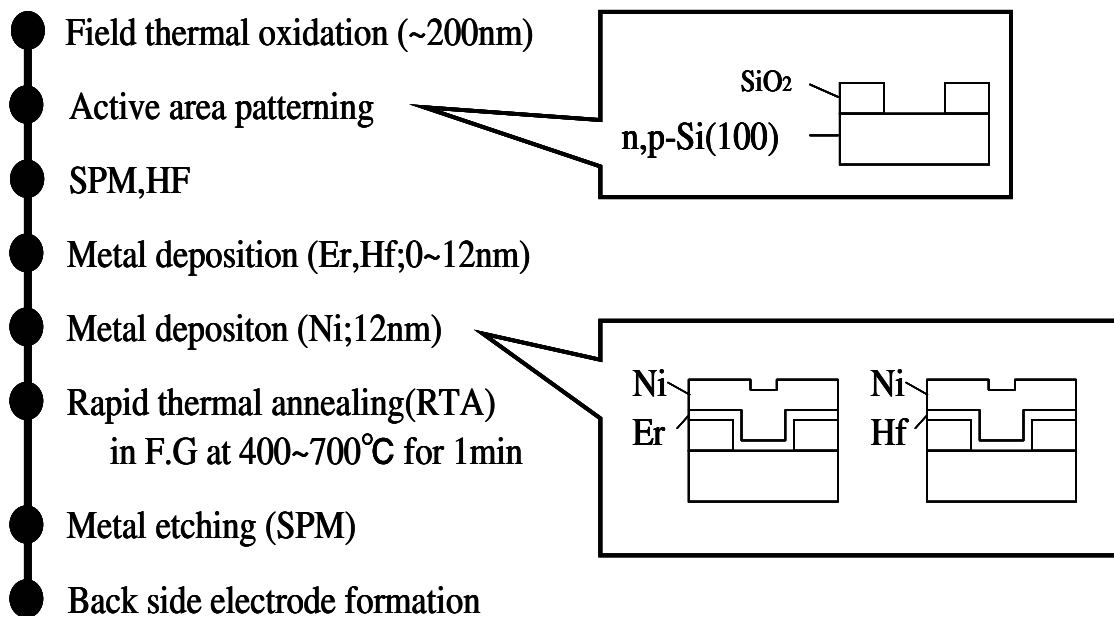 Field thermal oxidation (~200nm)
Active area patterning
SPM,HF
Metal deposition (Er,Hf;0~12nm)
Metal depositon (Ni;12nm)
Rapid thermal annealing(RTA)
in F.G at 400~700℃ for 1min
Metal etching (SPM)
Back side electrode formation
SiO₂
n,p-Si(100)
Ni
Er
Ni
Hf